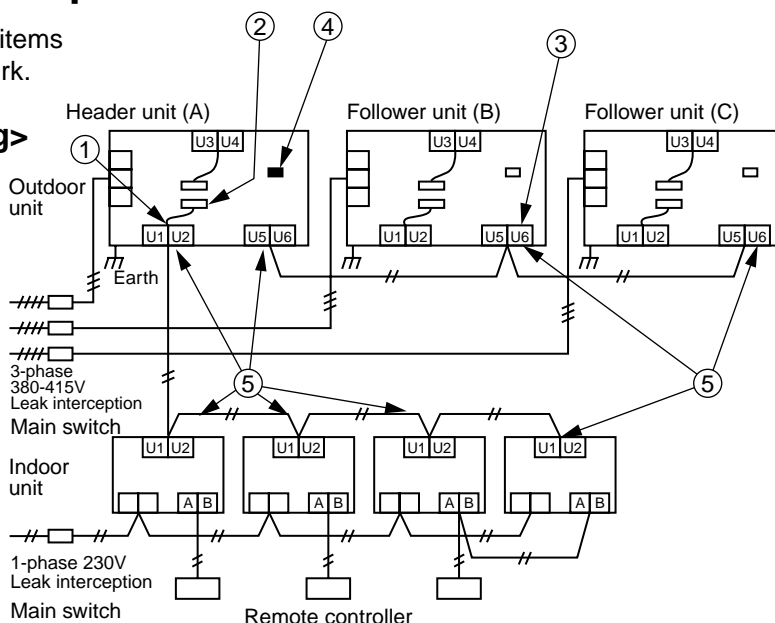 items
rk.
g>
② ④ ③
Header unit (A) Follower unit (B) Follower unit (C)
①
U3 U4 U3 U4 U3 U4
Outdoor
unit
U1 U2 U5 U6 U1 U2 U5 U6 U1 U2 U5 U6
Earth
3-phase
380-415V
Leak interception
Main switch
⑤ ⑤
U1 U2 U1 U2 U1 U2 U1 U2
Indoor
unit
A B A B A B A B
1-phase 230V
Leak interception
Main switch
Remote controller